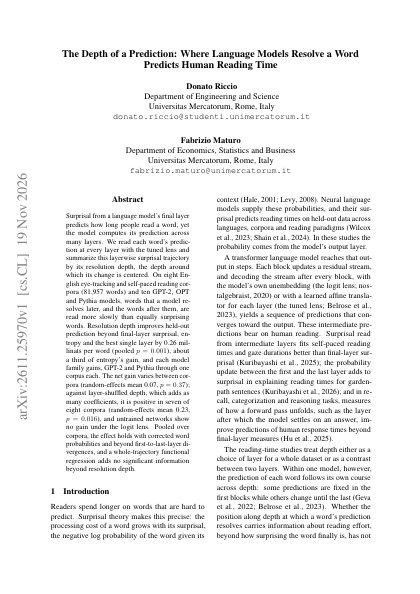 The Depth of a Prediction: Where Language Models Resolve a Word
Predicts Human Reading Time
Donato Riccio
Department of Engineering and Science
Universitas Mercatorum, Rome, Italy
donato.riccio@studenti.unimercatorum.it
Fabrizio Maturo
Department of Economics, Statistics and Business
Universitas Mercatorum, Rome, Italy
fabrizio.maturo@unimercatorum.it
arXiv:2611.25970v1 [cs.CL] 19 Nov 2026
Abstract
Surprisal from a language model's final layer
predicts how long people read a word, yet
the model computes its prediction across
many layers. We read each word's predic-
tion at every layer with the tuned lens and
summarize this layerwise surprisal trajectory
by its resolution depth, the depth around
which its change is centered. On eight En-
glish eye-tracking and self-paced reading cor-
pora (81,957 words) and ten GPT-2, OPT
and Pythia models, words that a model re-
solves later, and the words after them, are
read more slowly than equally surprising
words. Resolution depth improves held-out
prediction beyond final-layer surprisal, en-
tropy and the best single layer by 0.26 mil-
linats per word (pooled p = 0.001), about
a third of entropy's gain, and each model
family gains, GPT-2 and Pythia through one
corpus each. The net gain varies between cor-
pora (random-effects mean 0.07, p = 0.37);
against layer-shuffled depth, which adds as
many coefficients, it is positive in seven of
eight corpora (random-effects mean 0.23,
p = 0.016), and untrained networks show
no gain under the logit lens. Pooled over
corpora, the effect holds with corrected word
probabilities and beyond first-to-last-layer di-
vergences, and a whole-trajectory functional
regression adds no significant information
beyond resolution depth.
1 Introduction
Readers spend longer on words that are hard to
predict. Surprisal theory makes this precise: the
processing cost of a word grows with its surprisal,
the negative log probability of the word given its
context (Hale, 2001; Levy, 2008). Neural language
models supply these probabilities, and their sur-
prisal predicts reading times on held-out data across
languages, corpora and reading paradigms (Wilcox
et al., 2023; Shain et al., 2024). In these studies the
probability comes from the model's output layer.
A transformer language model reaches that out-
put in steps. Each block updates a residual stream,
and decoding the stream after every block, with
the model's own unembedding (the logit lens; nos-
talgebraist, 2020) or with a learned affine transla-
tor for each layer (the tuned lens; Belrose et al.,
2023), yields a sequence of predictions that con-
verges toward the output. These intermediate pre-
dictions bear on human reading. Surprisal read
from intermediate layers fits self-paced reading
times and gaze durations better than final-layer sur-
prisal (Kuribayashi et al., 2025); the probability
update between the first and the last layer adds to
surprisal in explaining reading times for garden-
path sentences (Kuribayashi et al., 2026); and in re-
call, categorization and reasoning tasks, measures
of how a forward pass unfolds, such as the layer
after which the model settles on an answer, im-
prove predictions of human response times beyond
final-layer measures (Hu et al., 2025).
The reading-time studies treat depth either as a
choice of layer for a whole dataset or as a contrast
between two layers. Within one model, however,
the prediction of each word follows its own course
across depth: some predictions are fixed in the
first blocks while others change until the last (Geva
et al., 2022; Belrose et al., 2023). Whether the
position along depth at which a word's prediction
resolves carries information about reading effort,
beyond how surprising the word finally is, has not